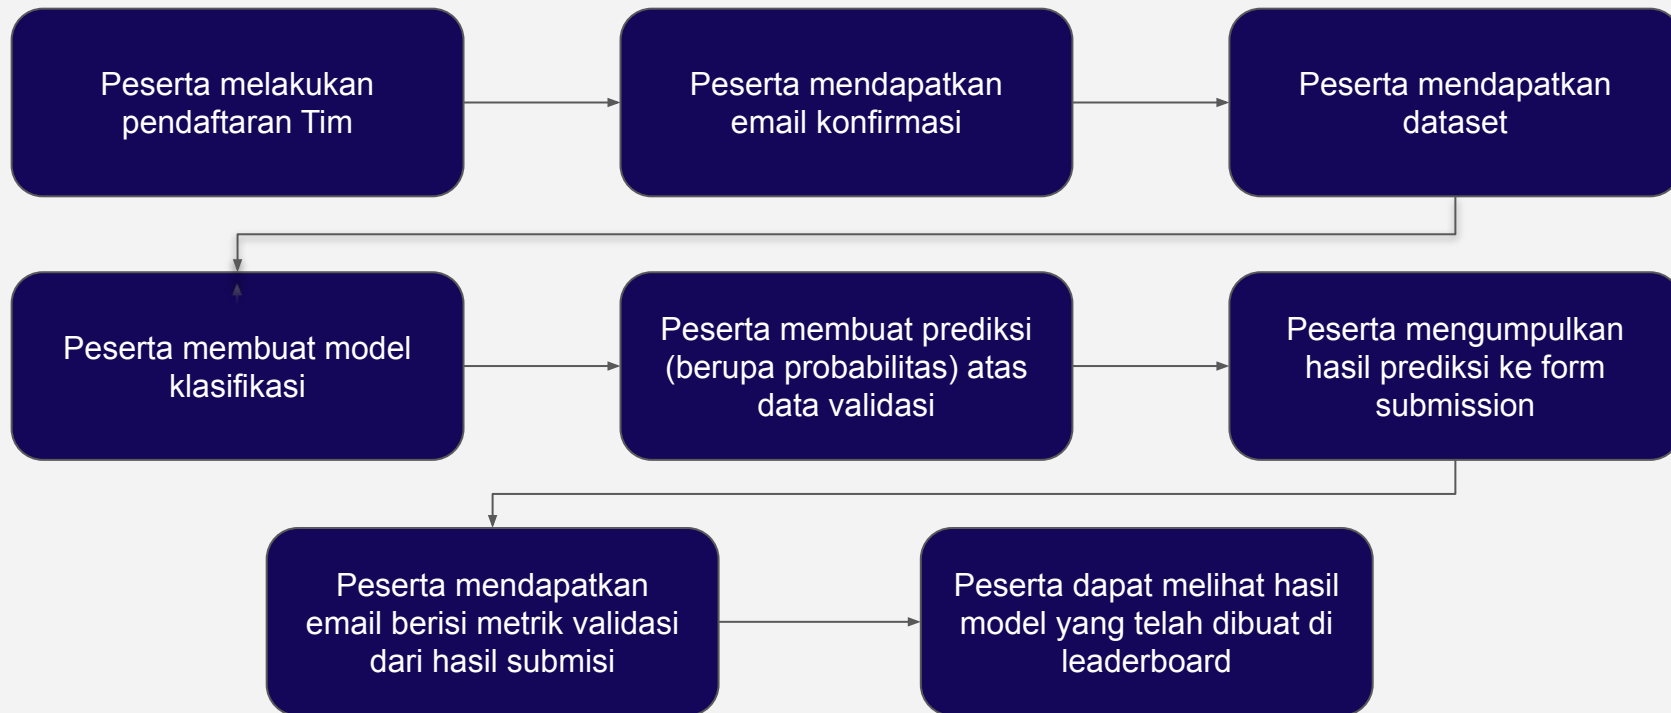 Peserta melakukan
pendaftaran Tim
Peserta mendapatkan
email konfirmasi
Peserta mendapatkan
dataset
Peserta membuat model
klasifikasi
Peserta membuat prediksi
(berupa probabilitas) atas
data validasi
Peserta mengumpulkan
hasil prediksi ke form
submission
Peserta mendapatkan
email berisi metrik validasi
dari hasil submisi
Peserta dapat melihat hasil
model yang telah dibuat di
leaderboard